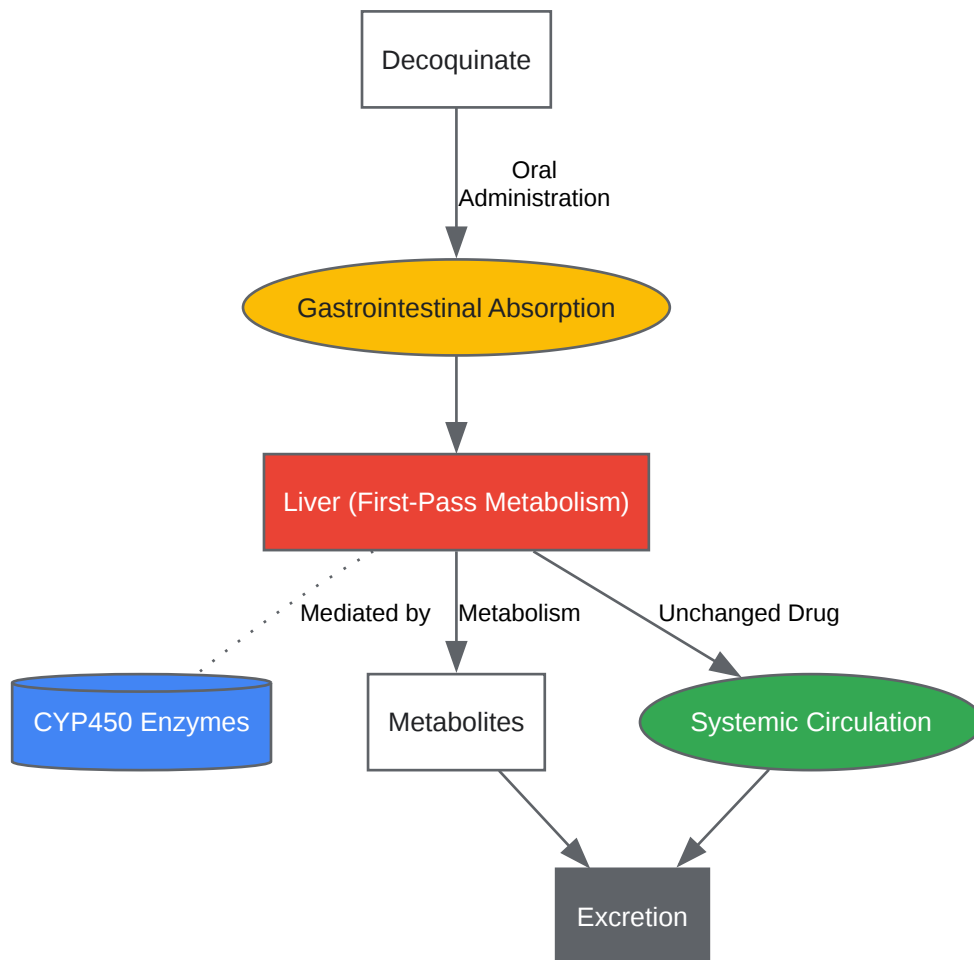 Decoquinate
Oral
Administration
Gastrointestinal Absorption
Liver (First-Pass Metabolism)
Mediated by
Metabolism
Unchanged Drug
CYP450 Enzymes
Metabolites
Systemic Circulation
Excretion